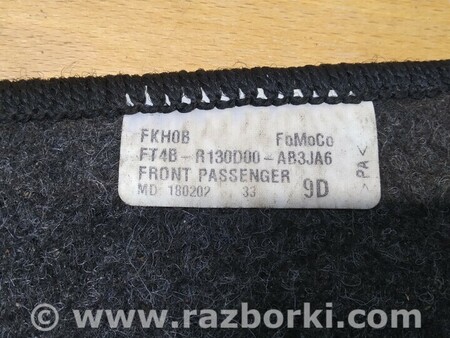 FKH0B FoMoCo
FT4B-R130D00-AB3JA6
FRONT PASSENGER
MD 180202 33 9D
>PA<
© www.razborki.com